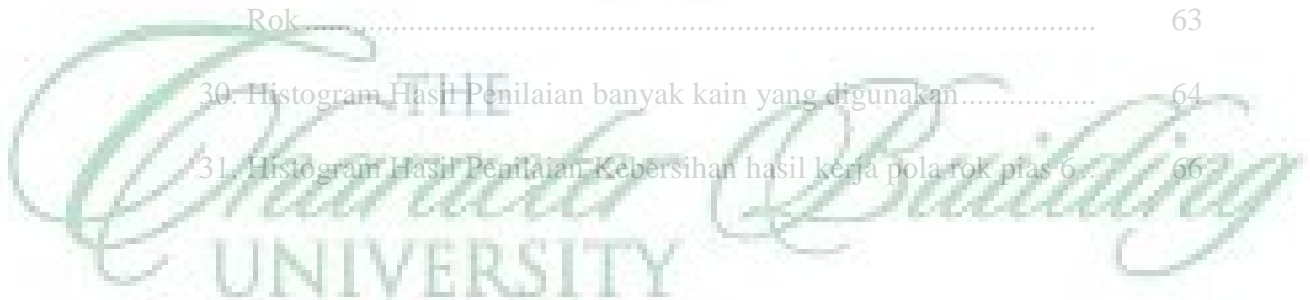 Rok.................................................................................................... 63
30. Histogram Hasil Penilaian banyak kain yang digunakan................. 64
31. Histogram Hasil Penilaian Kebersihan hasil kerja pola rok pias 6... 66
THE
Character Building
UNIVERSITY